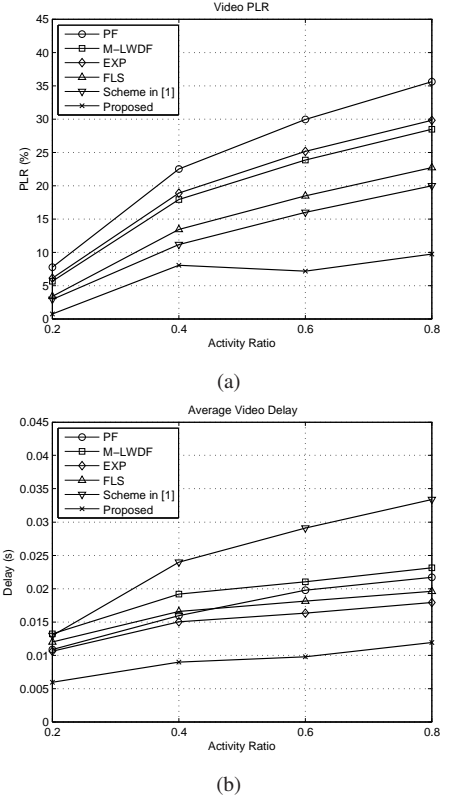 Video PLR
45
40
35
30
25
20
15
10
5
0
PLR (%)
PF
M−LWDF
EXP
FLS
Scheme in [1]
Proposed
0.2 0.4 0.6 0.8
Activity Ratio
(a)
Average Video Delay
0.045
0.04
0.035
0.03
0.025
0.02
0.015
0.01
0.005
0
Delay (s)
PF
M−LWDF
EXP
FLS
Scheme in [1]
Proposed
0.2 0.4 0.6 0.8
Activity Ratio
(b)